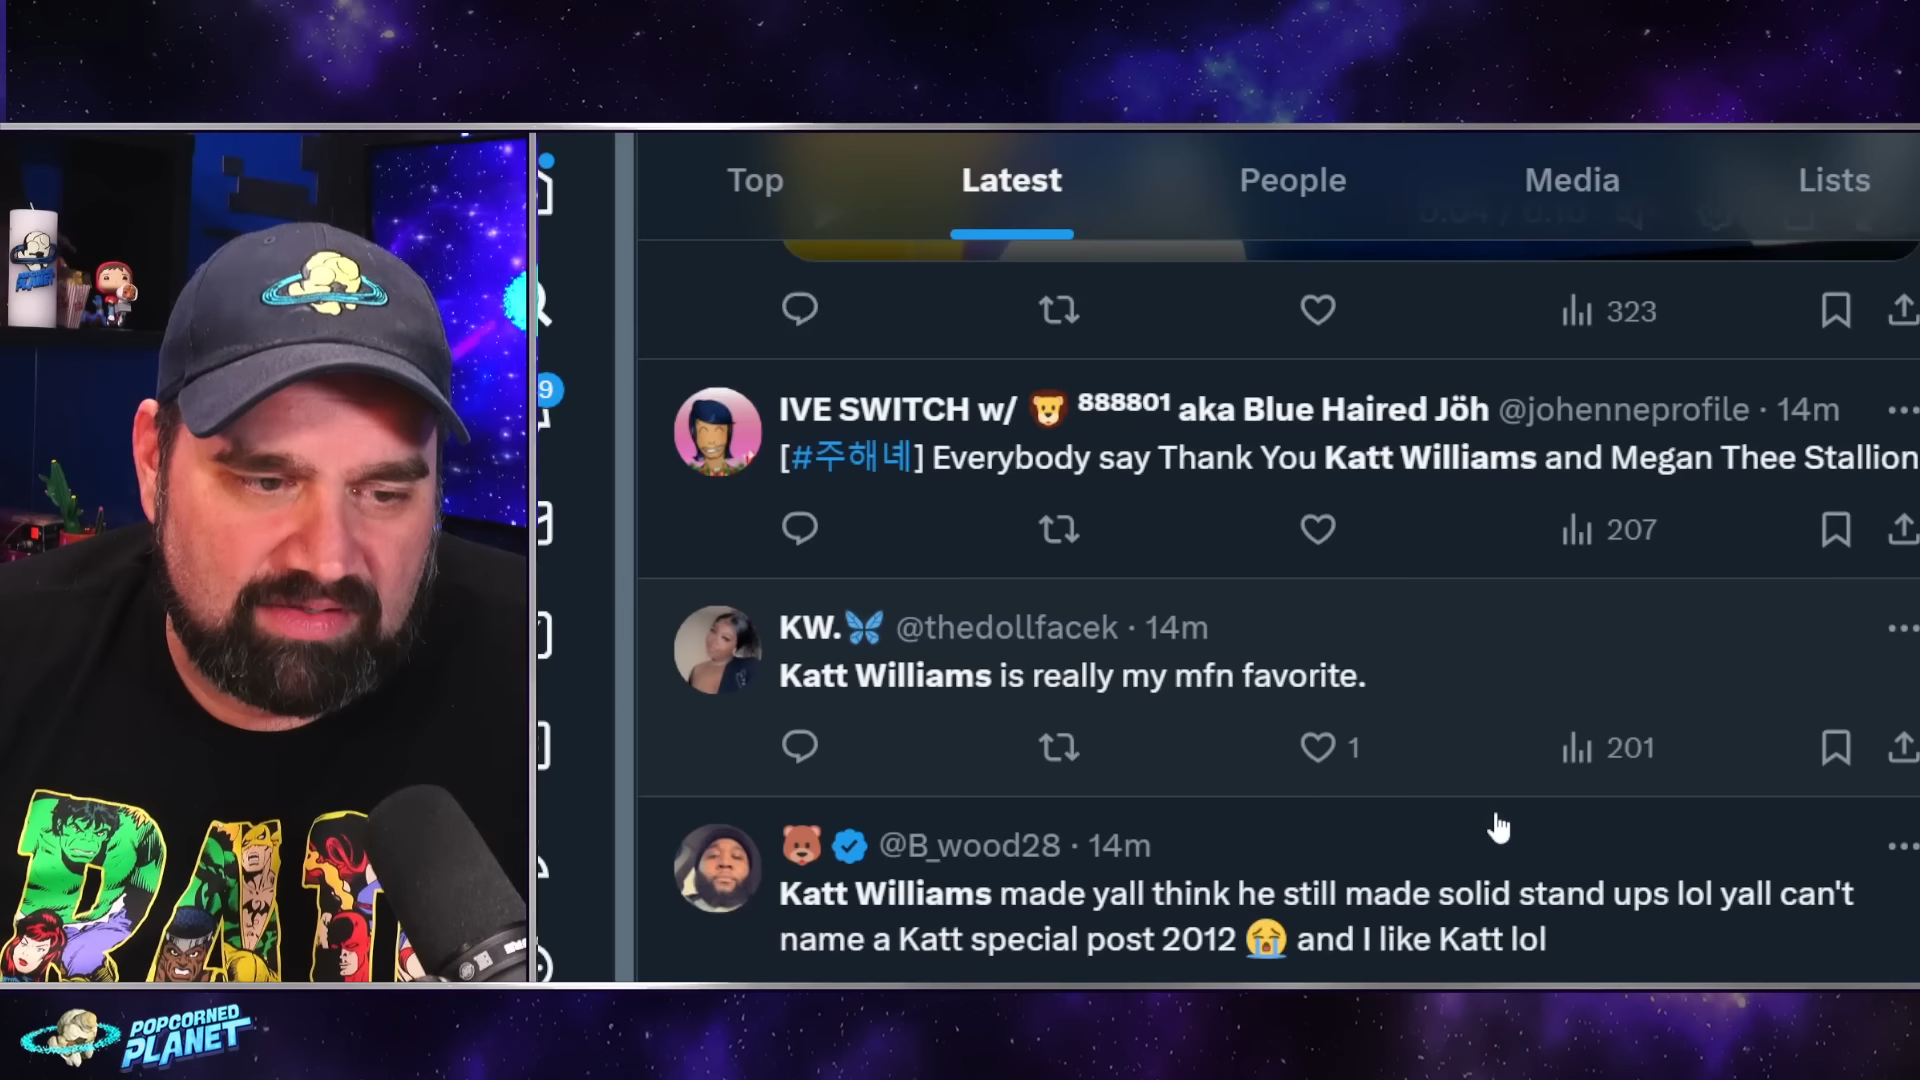 Top Latest People Media Lists
323
IVE SWITCH w/ 🦁 ⁸⁸⁸⁸⁰¹ aka Blue Haired Jöh @johenneprofile · 14m
[#주해녜] Everybody say Thank You Katt Williams and Megan Thee Stallion
207
KW.🦋 @thedollfacek · 14m
Katt Williams is really my mfn favorite.
1 201
🐻 @B_wood28 · 14m
Katt Williams made yall think he still made solid stand ups lol yall can't
name a Katt special post 2012 😭 and I like Katt lol
9
POPCORNED
PLANET